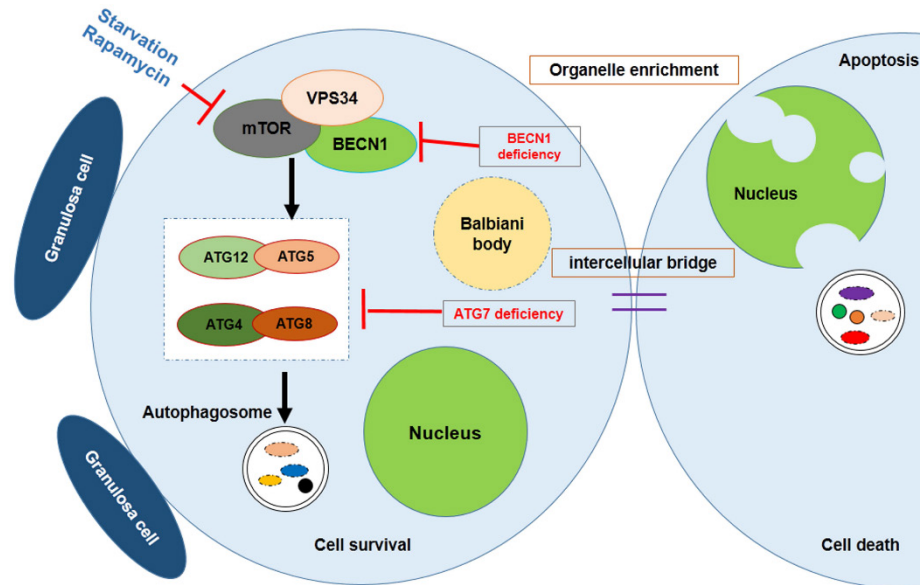 Starvation
Rapamycin
Organelle enrichment
Apoptosis
VPS34
mTOR
BECN1
BECN1
deficiency
Granulosa cell
Nucleus
Balbiani
body
ATG12
ATG5
intercellular bridge
ATG4
ATG8
ATG7 deficiency
Autophagosome
Nucleus
Granulosa cell
Cell survival
Cell death